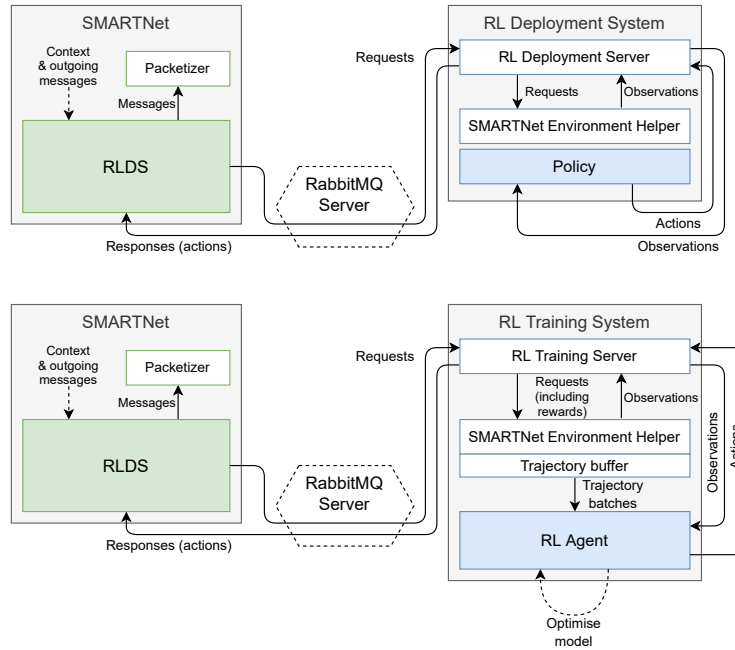 SMARTNet
Context
& outgoing
messages
Packetizer
Messages
RLDS
Responses (actions)
RabbitMQ
Server
Requests
RL Deployment System
RL Deployment Server
Requests
Observations
SMARTNet Environment Helper
Policy
Actions
Observations
SMARTNet
Context
& outgoing
messages
Packetizer
Messages
RLDS
Responses (actions)
RabbitMQ
Server
Requests
RL Training System
RL Training Server
Requests
(including
rewards)
Observations
SMARTNet Environment Helper
Trajectory buffer
Trajectory
batches
RL Agent
Observations
Actions
Optimise
model